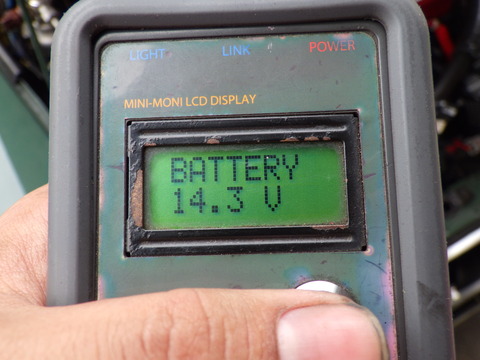 LIGHT LINK POWER
MINI-MONI LCD DISPLAY
BATTERY
14.3 V